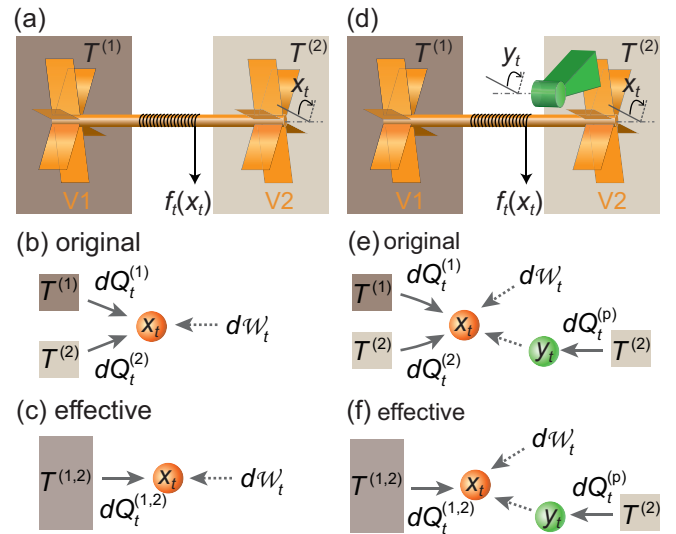 (a)
T^(1)
T^(2)
x_t
V1
f_t(x_t)
V2
(b) original
T^(1)
dQ_t^(1)
x_t
d𝒲_t
T^(2)
dQ_t^(2)
(c) effective
T^(1,2)
x_t
d𝒲_t
dQ_t^(1,2)
(d)
T^(1)
y_t
T^(2)
x_t
V1
f_t(x_t)
V2
(e) original
T^(1)
dQ_t^(1)
d𝒲_t
x_t
T^(2)
dQ_t^(2)
y_t
dQ_t^(p)
T^(2)
(f) effective
T^(1,2)
d𝒲_t
x_t
dQ_t^(1,2)
y_t
dQ_t^(p)
T^(2)